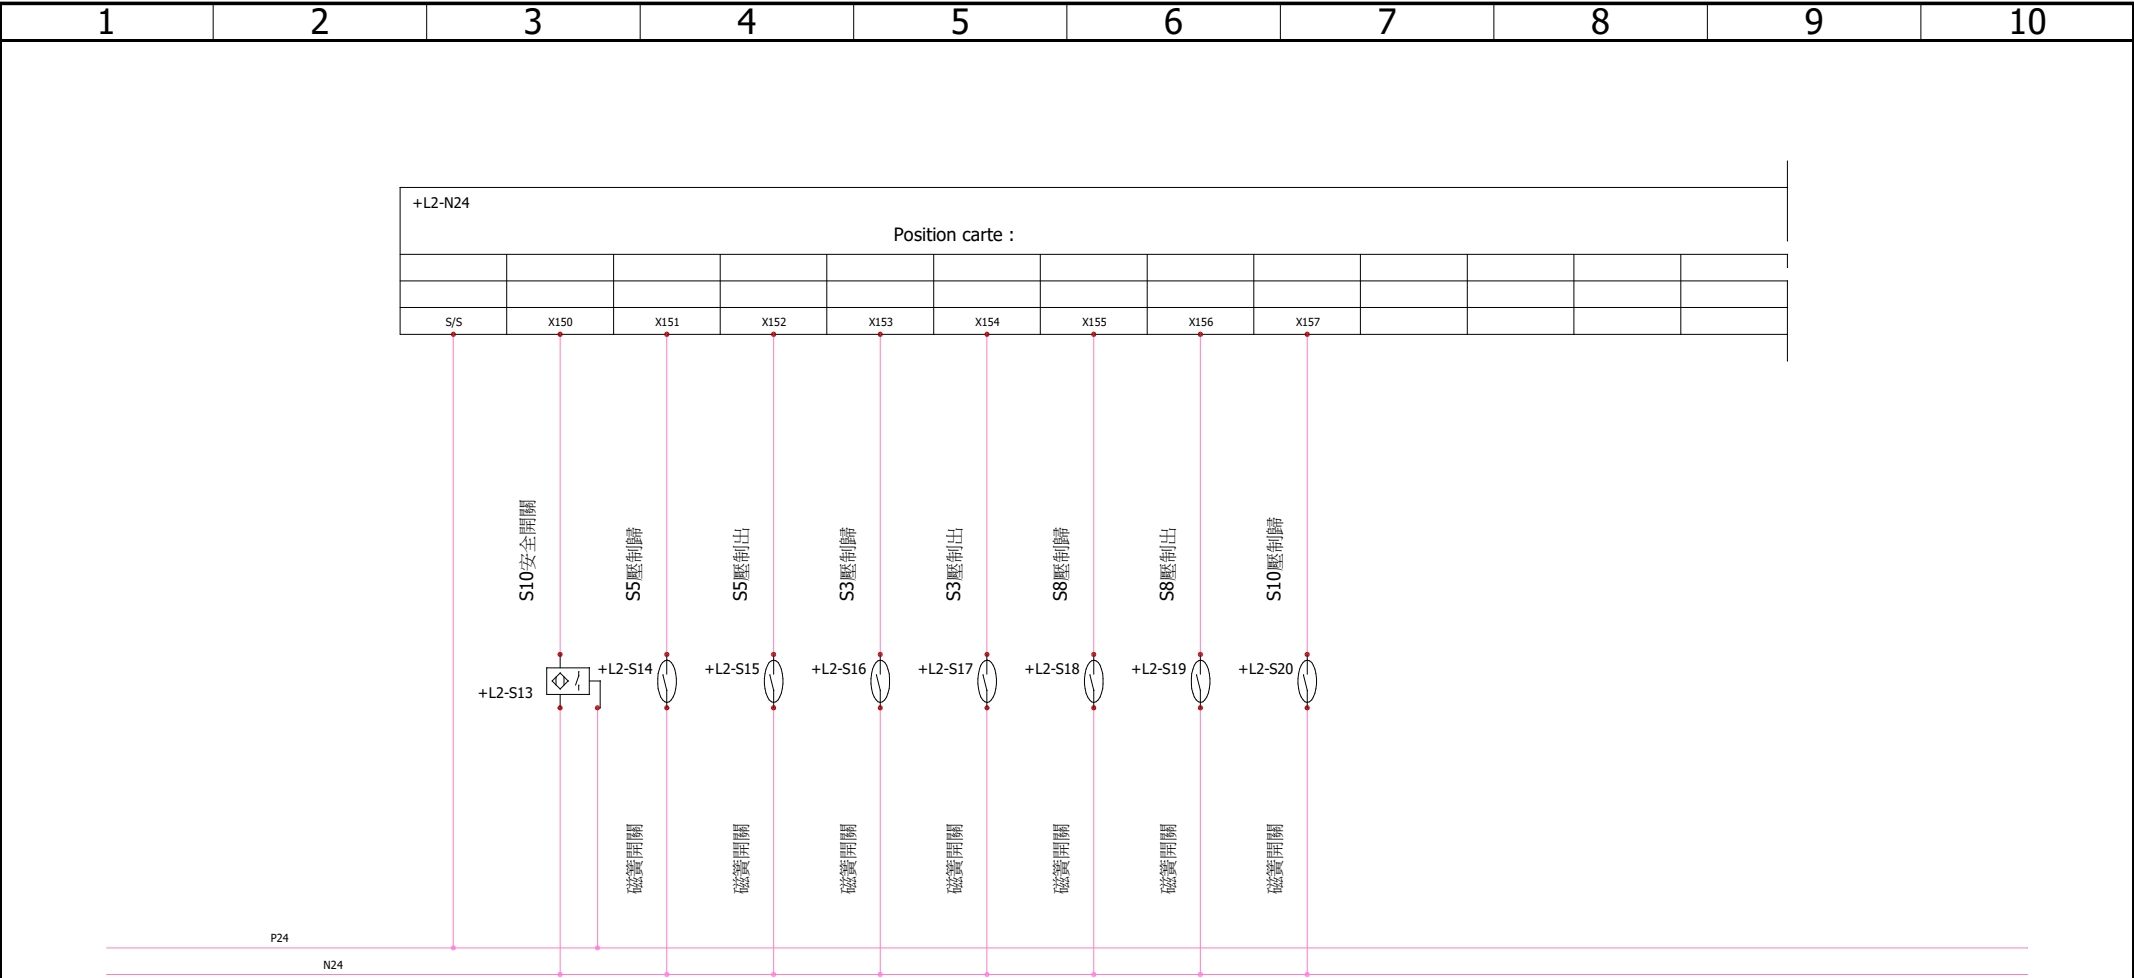 1 2 3 4 5 6 7 8 9 10
+L2-N24
Position carte :
S/S X150 X151 X152 X153 X154 X155 X156 X157
S10安全開關
S5壓制歸
S5壓制出
S3壓制歸
S3壓制出
S8壓制歸
S8壓制出
S10壓制歸
+L2-S13
+L2-S14
+L2-S15
+L2-S16
+L2-S17
+L2-S18
+L2-S19
+L2-S20
磁簧開關
磁簧開關
磁簧開關
磁簧開關
磁簧開關
磁簧開關
磁簧開關
P24
N24